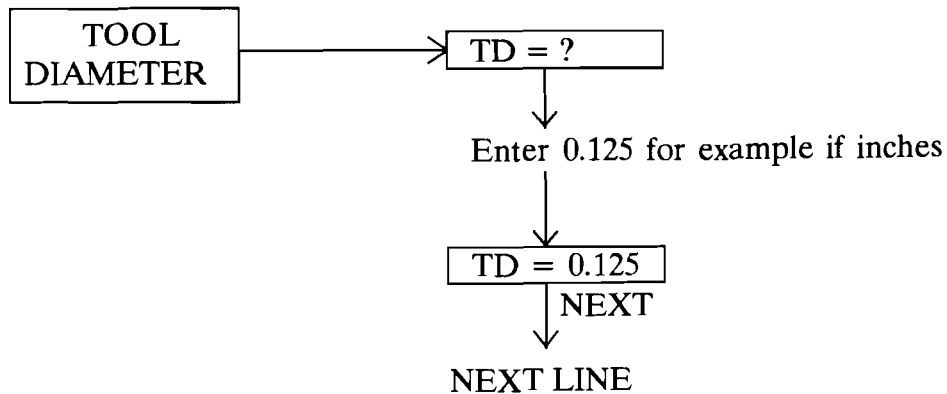 TOOL
DIAMETER
TD = ?
Enter 0.125 for example if inches
TD = 0.125
NEXT
NEXT LINE